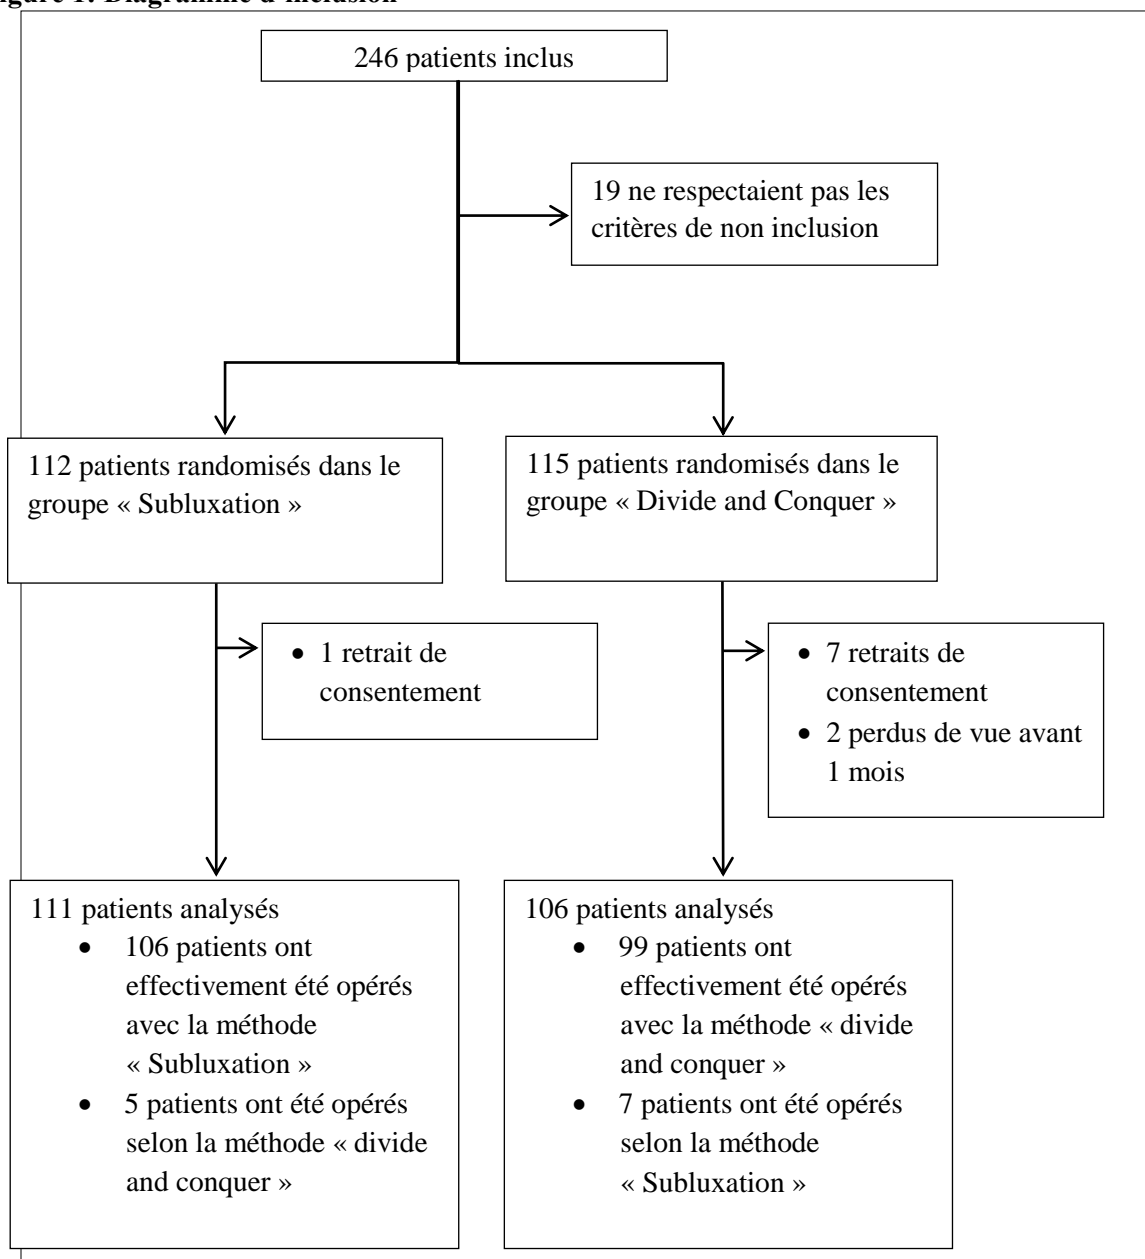 Figure 1: Diagramme d'inclusion
246 patients inclus
19 ne respectaient pas les
critères de non inclusion
112 patients randomisés dans le
groupe « Subluxation »
115 patients randomisés dans le
groupe « Divide and Conquer »
• 1 retrait de
consentement
• 7 retraits de
consentement
• 2 perdus de vue avant
1 mois
111 patients analysés
• 106 patients ont
effectivement été opérés
avec la méthode
« Subluxation »
• 5 patients ont été opérés
selon la méthode « divide
and conquer »
106 patients analysés
• 99 patients ont
effectivement été opérés
avec la méthode « divide
and conquer »
• 7 patients ont été opérés
selon la méthode
« Subluxation »